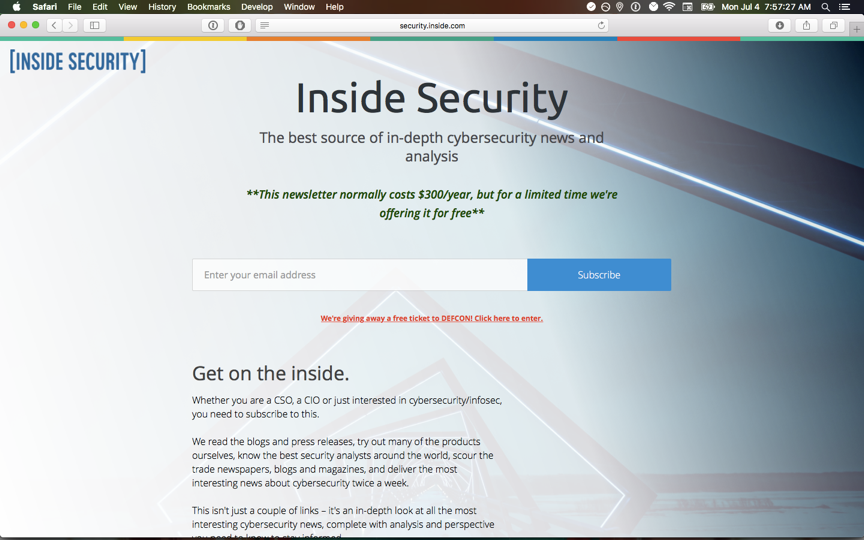 Safari File Edit View History Bookmarks Develop Window Help Mon Jul 4 7:57:27 AM
security.inside.com
[INSIDE SECURITY]
Inside Security
The best source of in-depth cybersecurity news and
analysis
**This newsletter normally costs $300/year, but for a limited time we're
offering it for free**
Enter your email address Subscribe
We're giving away a free ticket to DEFCON! Click here to enter.
Get on the inside.
Whether you are a CSO, a CIO or just interested in cybersecurity/infosec,
you need to subscribe to this.
We read the blogs and press releases, try out many of the products
ourselves, know the best security analysts around the world, scour the
trade newspapers, blogs and magazines, and deliver the most
interesting news about cybersecurity twice a week.
This isn't just a couple of links – it's an in-depth look at all the most
interesting cybersecurity news, complete with analysis and perspective
you need to know to stay informed.